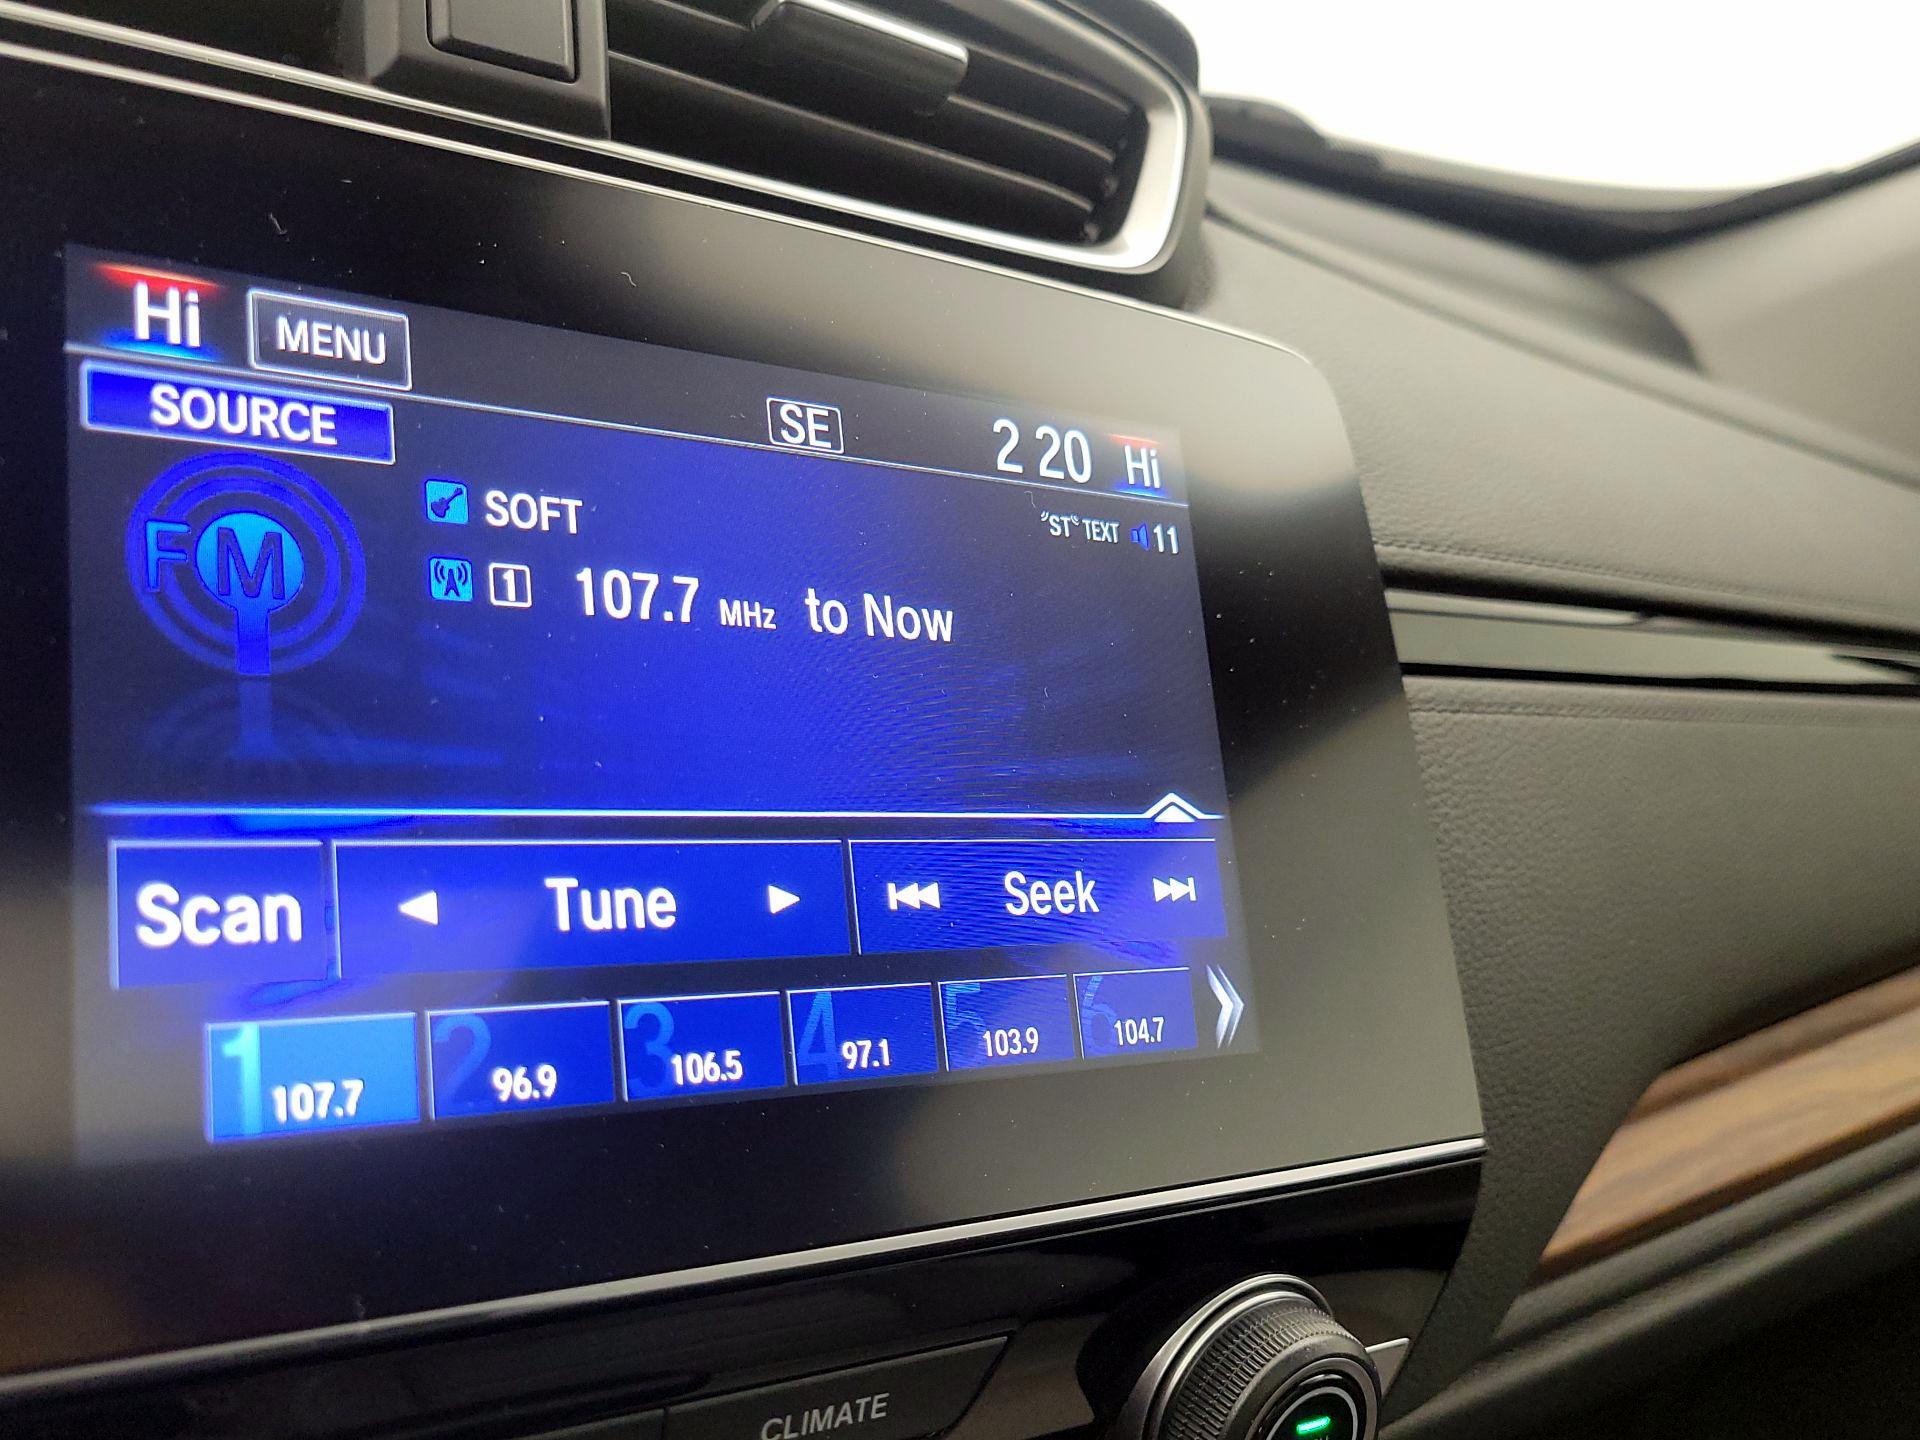 Hi MENU
SE 2 20 Hi
SOURCE
FM
SOFT
"ST" TEXT 11
1 107.7 MHz to Now
Scan Tune Seek
1 107.7 2 96.9 3 106.5 4 97.1 5 103.9 6 104.7
CLIMATE